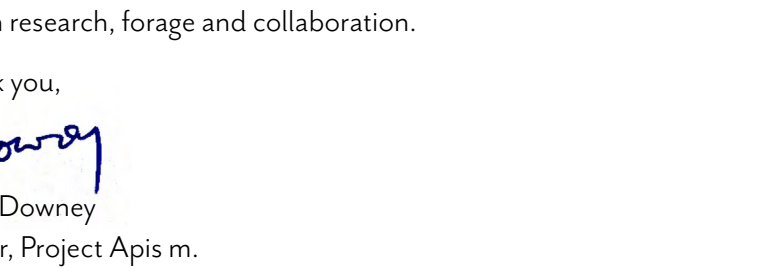 research, forage and collaboration.
you,
Downey
Project Apis m.